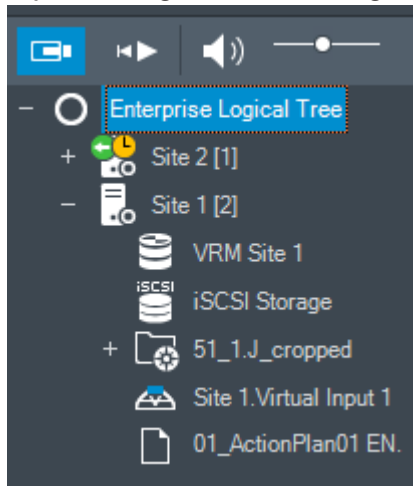 Enterprise Logical Tree
Site 2 [1]
Site 1 [2]
VRM Site 1
iSCSI
iSCSI Storage
51_1.J_cropped
Site 1.Virtual Input 1
01_ActionPlan01 EN.